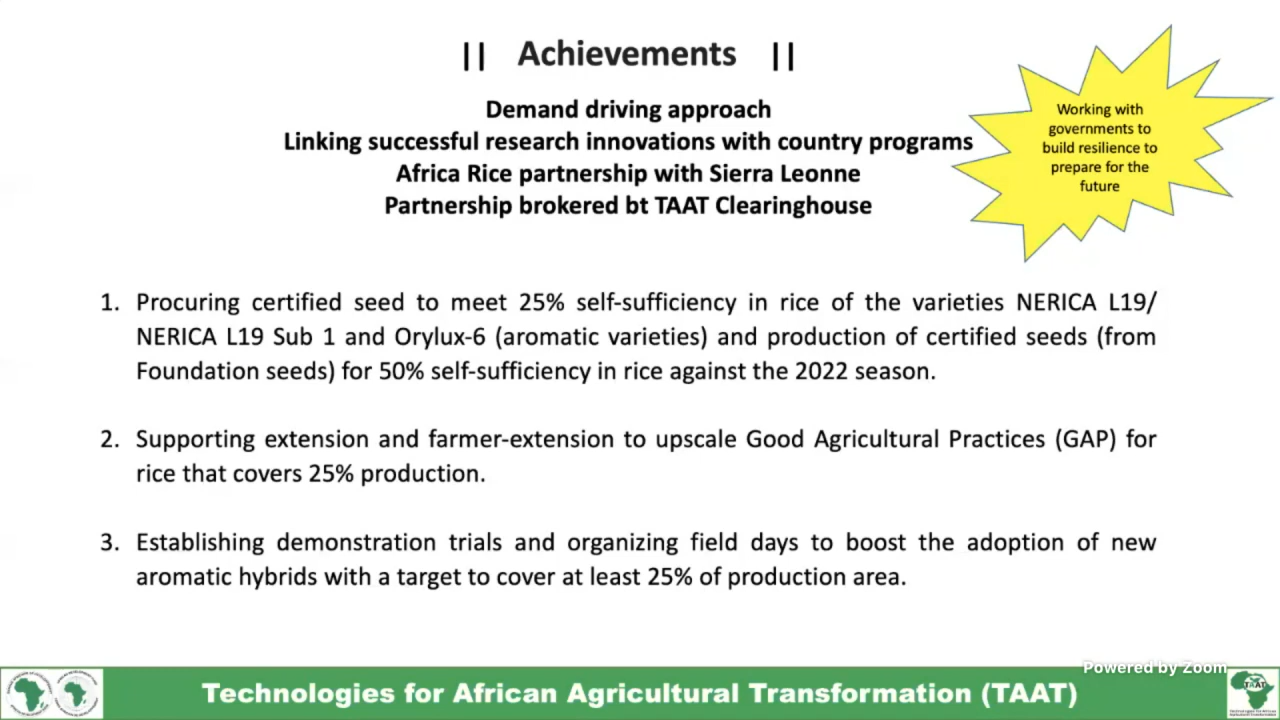 || Achievements ||
Demand driving approach
Linking successful research innovations with country programs
Africa Rice partnership with Sierra Leonne
Partnership brokered bt TAAT Clearinghouse
Working with
governments to
build resilience to
prepare for the
future
1. Procuring certified seed to meet 25% self-sufficiency in rice of the varieties NERICA L19/
NERICA L19 Sub 1 and Orylux-6 (aromatic varieties) and production of certified seeds (from
Foundation seeds) for 50% self-sufficiency in rice against the 2022 season.
2. Supporting extension and farmer-extension to upscale Good Agricultural Practices (GAP) for
rice that covers 25% production.
3. Establishing demonstration trials and organizing field days to boost the adoption of new
aromatic hybrids with a target to cover at least 25% of production area.
Powered by Zoom
Technologies for African Agricultural Transformation (TAAT)
TAAT